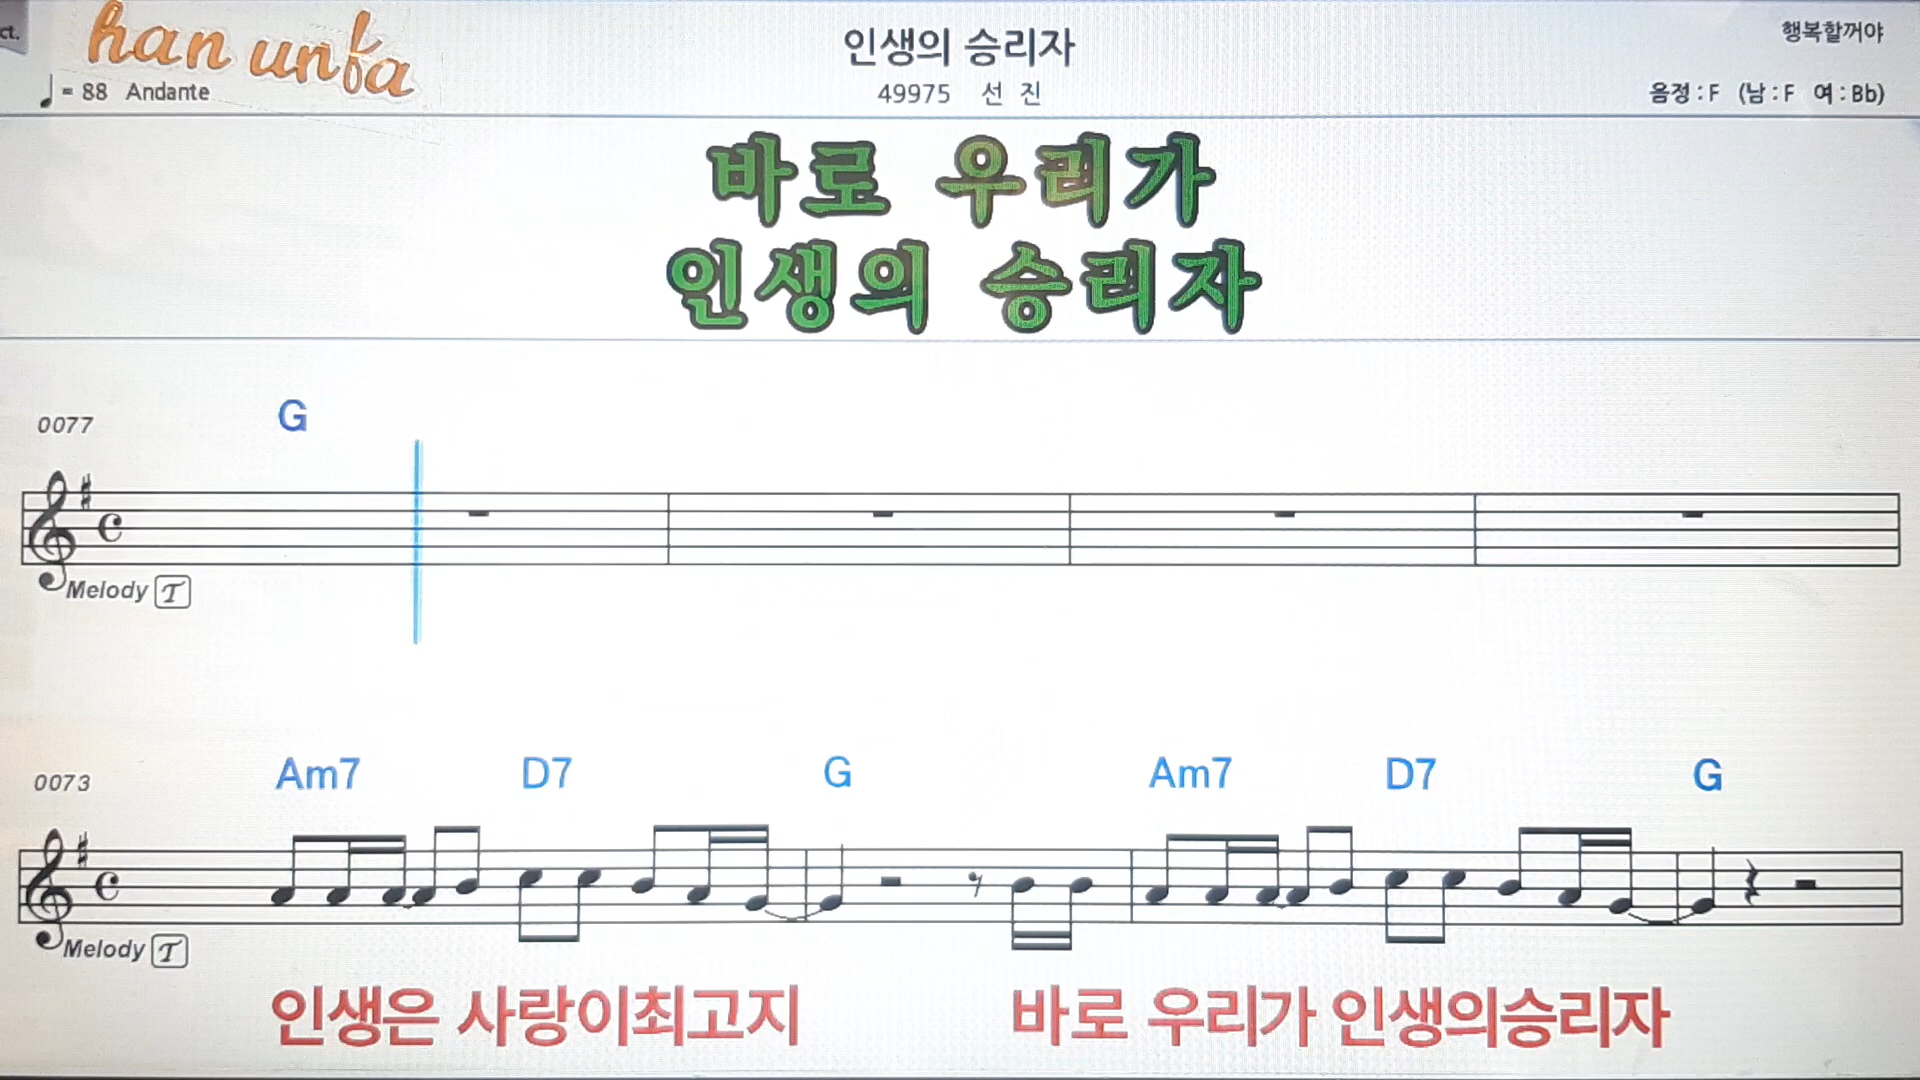 ct.
han unfa
인생의 승리자
행복할꺼야
♩ = 88 Andante
49975 선 진
음정 : F (남 : F 여 : Bb)
바로 우리가
인생의 승리자
0077 G
Melody T
0073 Am7 D7 G Am7 D7 G
Melody T
인생은 사랑이최고지 바로 우리가 인생의승리자